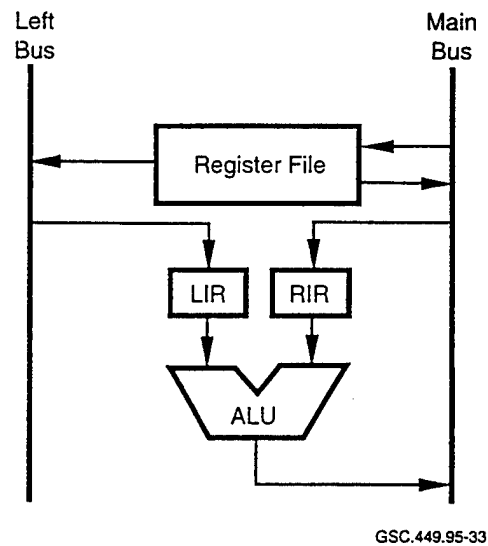 Left
Bus
Main
Bus
Register File
LIR
RIR
ALU
GSC.449.95-33